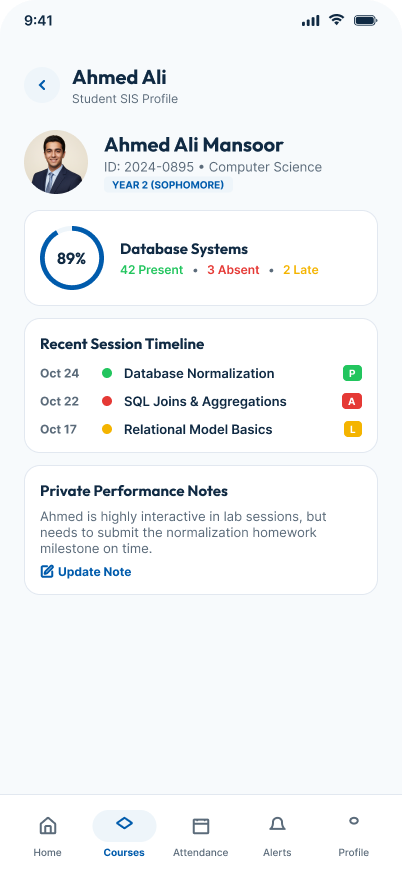 9:41
Ahmed Ali
Student SIS Profile
Ahmed Ali Mansoor
ID: 2024-0895 • Computer Science
YEAR 2 (SOPHOMORE)
89%
Database Systems
42 Present • 3 Absent • 2 Late
Recent Session Timeline
Oct 24 Database Normalization P
Oct 22 SQL Joins & Aggregations A
Oct 17 Relational Model Basics L
Private Performance Notes
Ahmed is highly interactive in lab sessions, but
needs to submit the normalization homework
milestone on time.
Update Note
Home Courses Attendance Alerts Profile